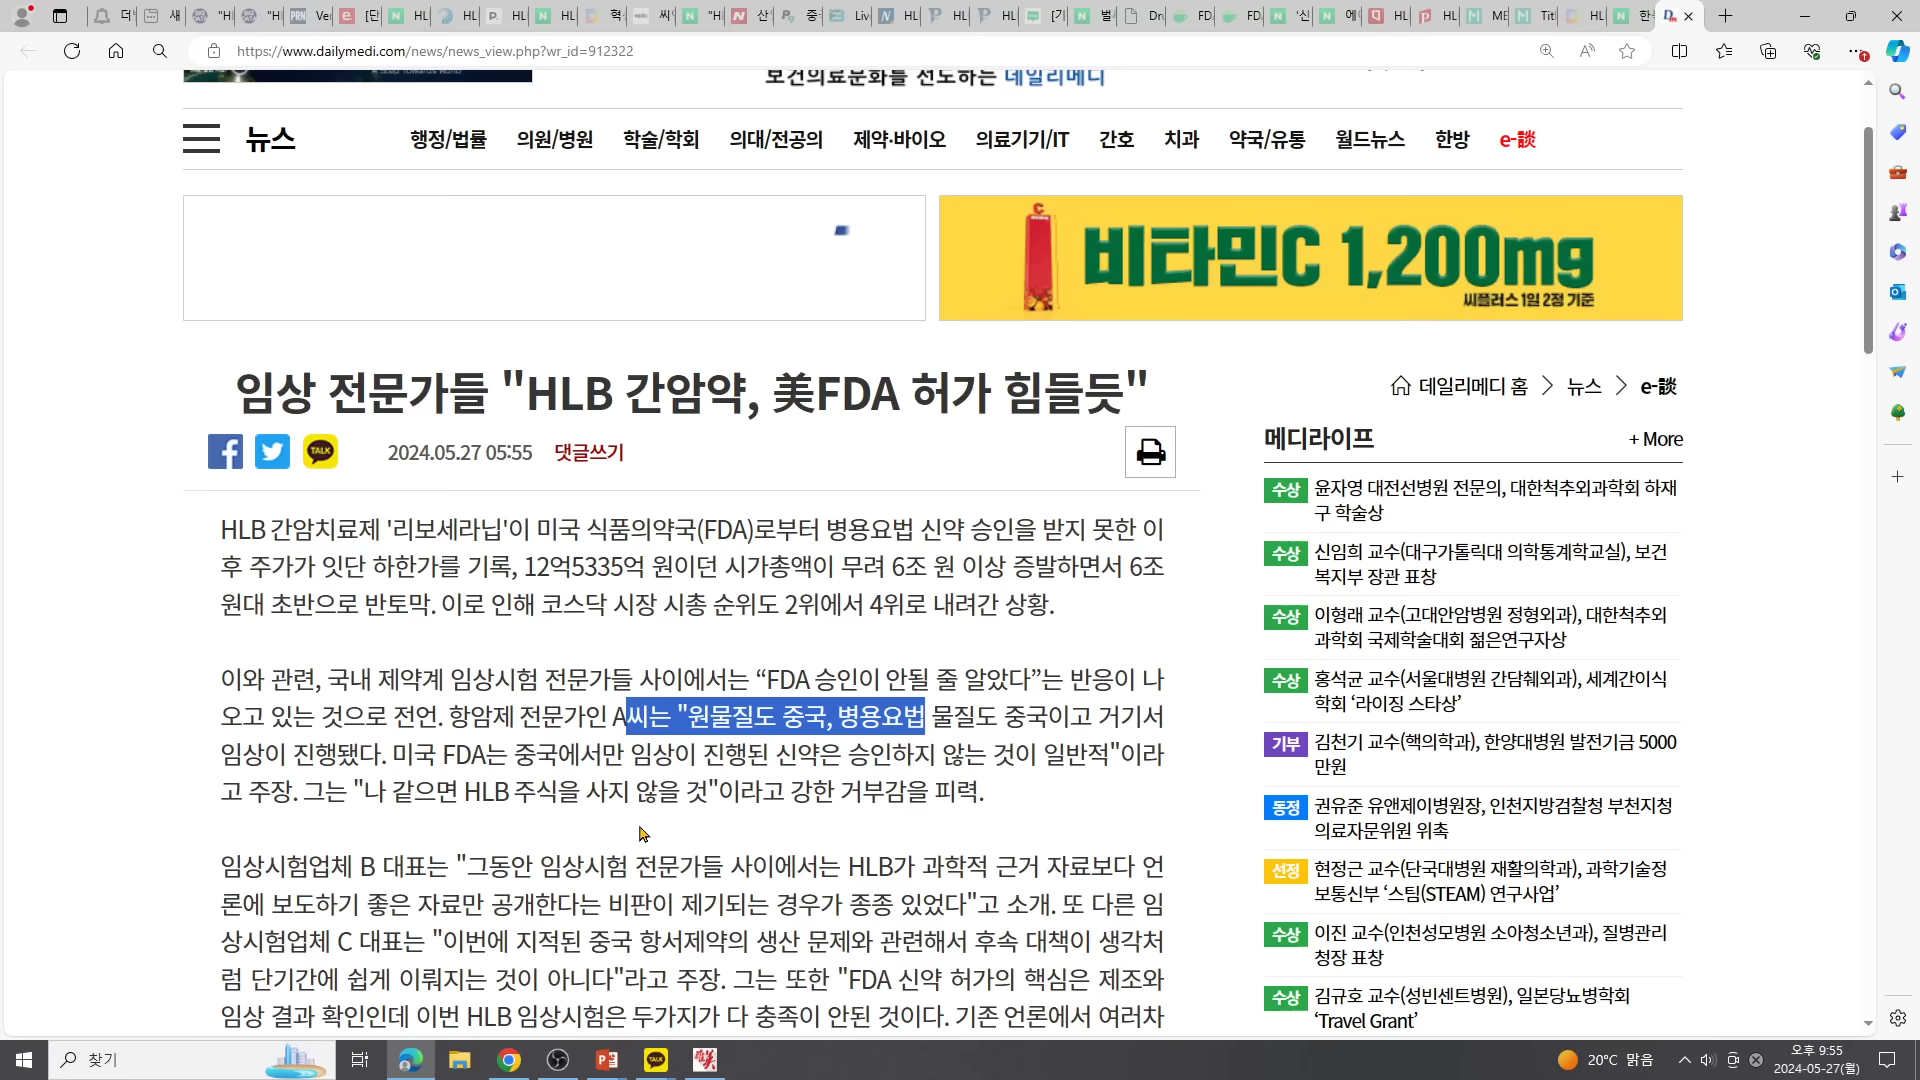 https://www.dailymedi.com/news/news_view.php?wr_id=912322
보건의료문화를 선도하는 데일리메디
뉴스 행정/법률 의원/병원 학술/학회 의대/전공의 제약·바이오 의료기기/IT 간호 치과 약국/유통 월드뉴스 한방 e-談
비타민C 1,200mg
씨플러스 1일 2정 기준
임상 전문가들 "HLB 간암약, 美FDA 허가 힘들듯"
TALK 2024.05.27 05:55 댓글쓰기
HLB 간암치료제 '리보세라닙'이 미국 식품의약국(FDA)로부터 병용요법 신약 승인을 받지 못한 이
후 주가가 잇단 하한가를 기록, 12억5335억 원이던 시가총액이 무려 6조 원 이상 증발하면서 6조
원대 초반으로 반토막. 이로 인해 코스닥 시장 시총 순위도 2위에서 4위로 내려간 상황.
이와 관련, 국내 제약계 임상시험 전문가들 사이에서는 “FDA 승인이 안될 줄 알았다”는 반응이 나
오고 있는 것으로 전언. 항암제 전문가인 A씨는 "원물질도 중국, 병용요법 물질도 중국이고 거기서
임상이 진행됐다. 미국 FDA는 중국에서만 임상이 진행된 신약은 승인하지 않는 것이 일반적"이라
고 주장. 그는 "나 같으면 HLB 주식을 사지 않을 것"이라고 강한 거부감을 피력.
임상시험업체 B 대표는 "그동안 임상시험 전문가들 사이에서는 HLB가 과학적 근거 자료보다 언
론에 보도하기 좋은 자료만 공개한다는 비판이 제기되는 경우가 종종 있었다"고 소개. 또 다른 임
상시험업체 C 대표는 "이번에 지적된 중국 항서제약의 생산 문제와 관련해서 후속 대책이 생각처
럼 단기간에 쉽게 이뤄지는 것이 아니다"라고 주장. 그는 또한 "FDA 신약 허가의 핵심은 제조와
임상 결과 확인인데 이번 HLB 임상시험은 두가지가 다 충족이 안된 것이다. 기존 언론에서 여러차
데일리메디 홈 뉴스 e-談
메디라이프 + More
수상 윤자영 대전선병원 전문의, 대한척추외과학회 하재
구 학술상
수상 신임희 교수(대구가톨릭대 의학통계학교실), 보건
복지부 장관 표창
수상 이형래 교수(고대안암병원 정형외과), 대한척추외
과학회 국제학술대회 젊은연구자상
수상 홍석균 교수(서울대병원 간담췌외과), 세계간이식
학회 ‘라이징 스타상’
기부 김천기 교수(핵의학과), 한양대병원 발전기금 5000
만원
동정 권유준 유앤제이병원장, 인천지방검찰청 부천지청
의료자문위원 위촉
선정 현정근 교수(단국대병원 재활의학과), 과학기술정
보통신부 ‘스팀(STEAM) 연구사업’
수상 이진 교수(인천성모병원 소아청소년과), 질병관리
청장 표창
수상 김규호 교수(성빈센트병원), 일본당뇨병학회
‘Travel Grant’
찾기
20°C 맑음
오후 9:55
2024-05-27(월)